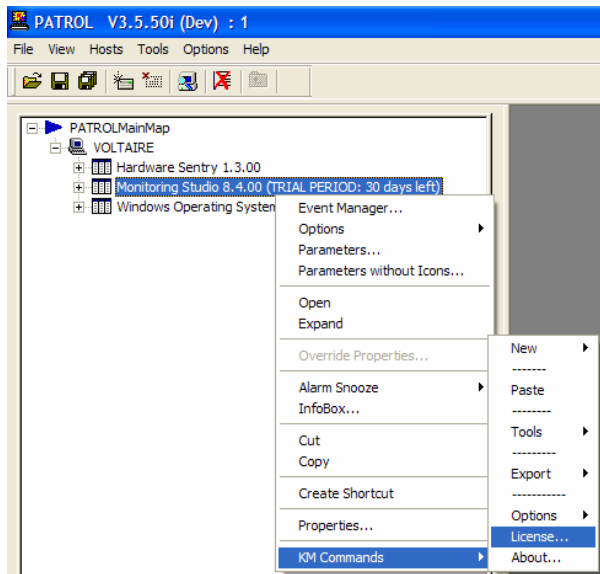 PATROL V3.5.50i (Dev) : 1
File View Hosts Tools Options Help
PATROLMainMap
VOLTAIRE
Hardware Sentry 1.3.00
Monitoring Studio 8.4.00 (TRIAL PERIOD: 30 days left)
Windows Operating System
Event Manager...
Options
Parameters...
Parameters without Icons...
Open
Expand
Override Properties...
Alarm Snooze
InfoBox...
Cut
Copy
Create Shortcut
Properties...
KM Commands
New
-------
Paste
--------
Tools
---------
Export
-----------
Options
License...
About...